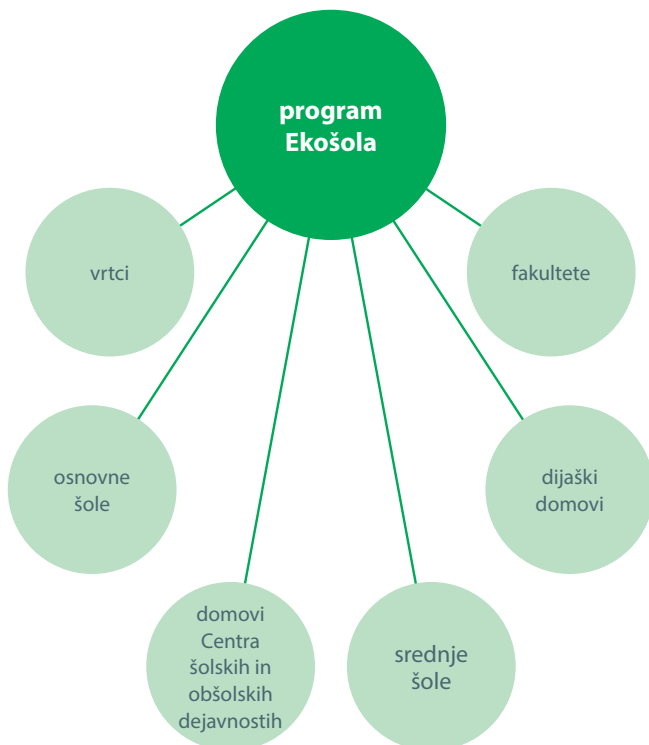 program
Ekošola
vrtci
fakultete
osnovne
šole
dijaški
domovi
domovi
Centra
šolskih in
obšolskih
dejavnostih
srednje
šole